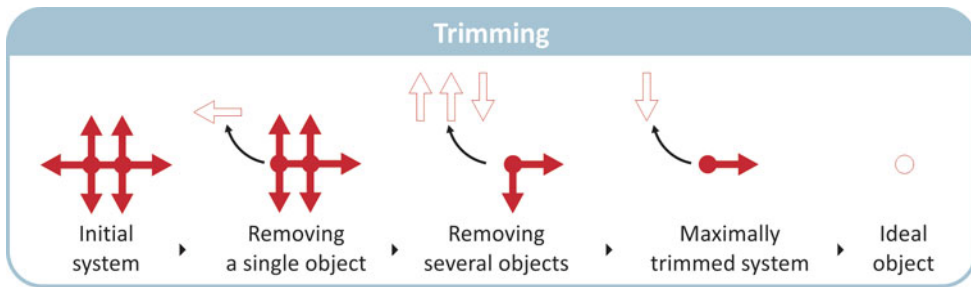 Trimming
Initial
system
Removing
a single object
Removing
several objects
Maximally
trimmed system
Ideal
object